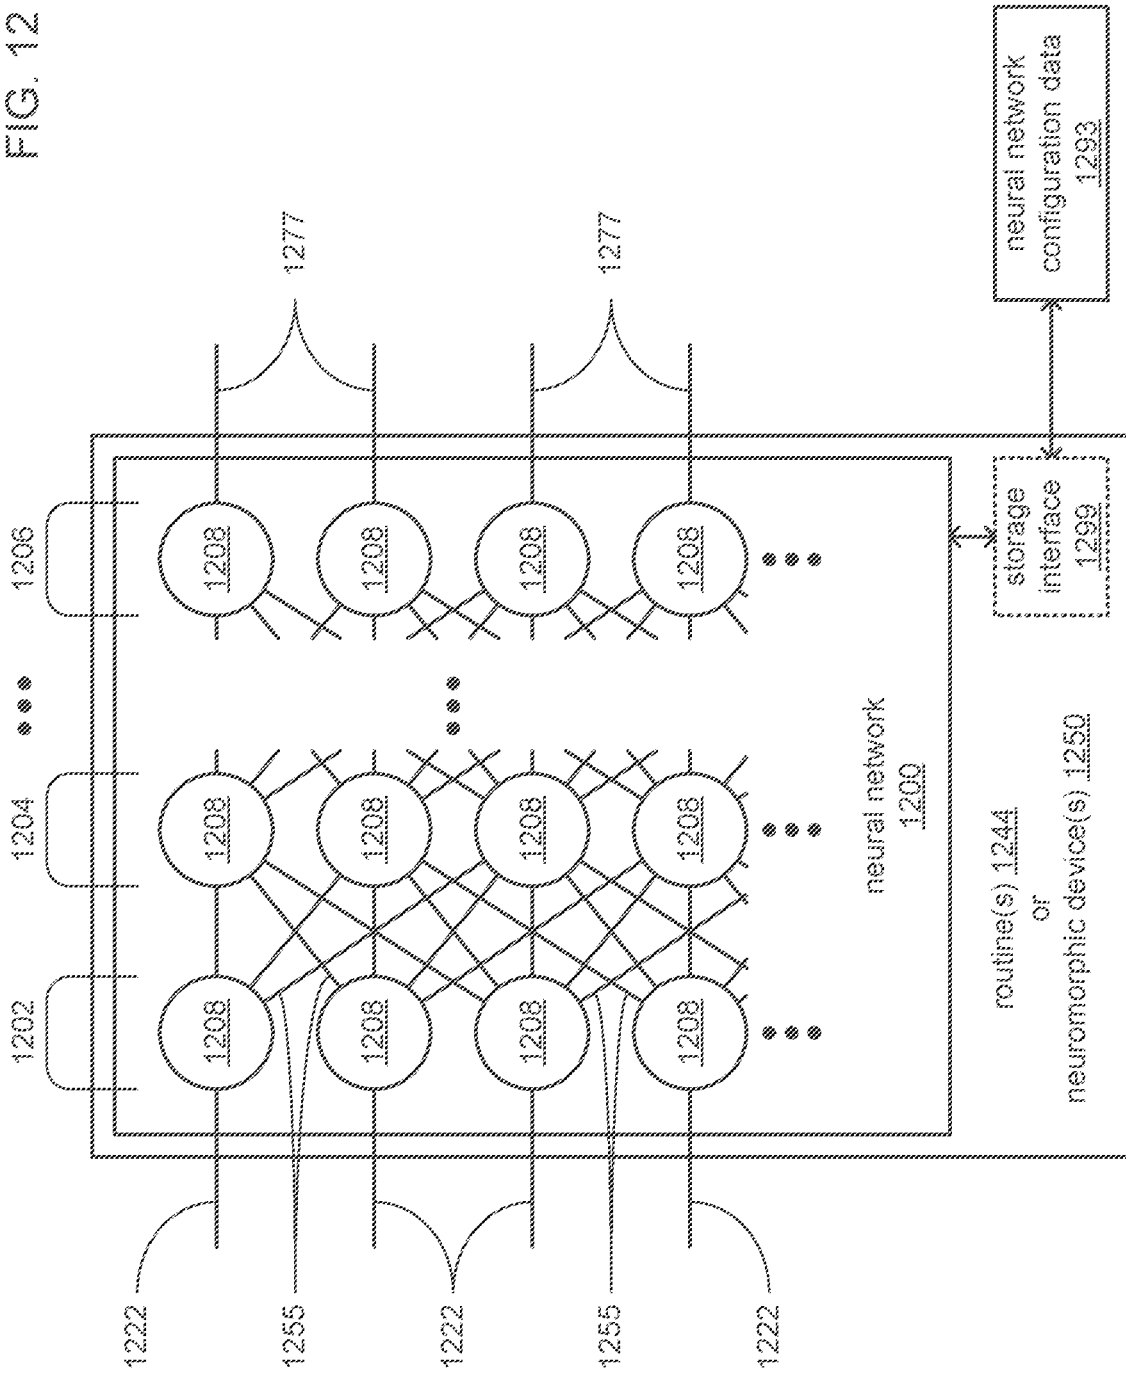 FIG. 12
1202
1204
1206
1222
1208 1208 1208
1255
1277
1208 1208 1208
1222
1208 1208 1208
1255
1277
1208 1208 1208
1222
neural network
1200
routine(s) 1244
or
neuromorphic device(s) 1250
storage
interface
1299
neural network
configuration data
1293